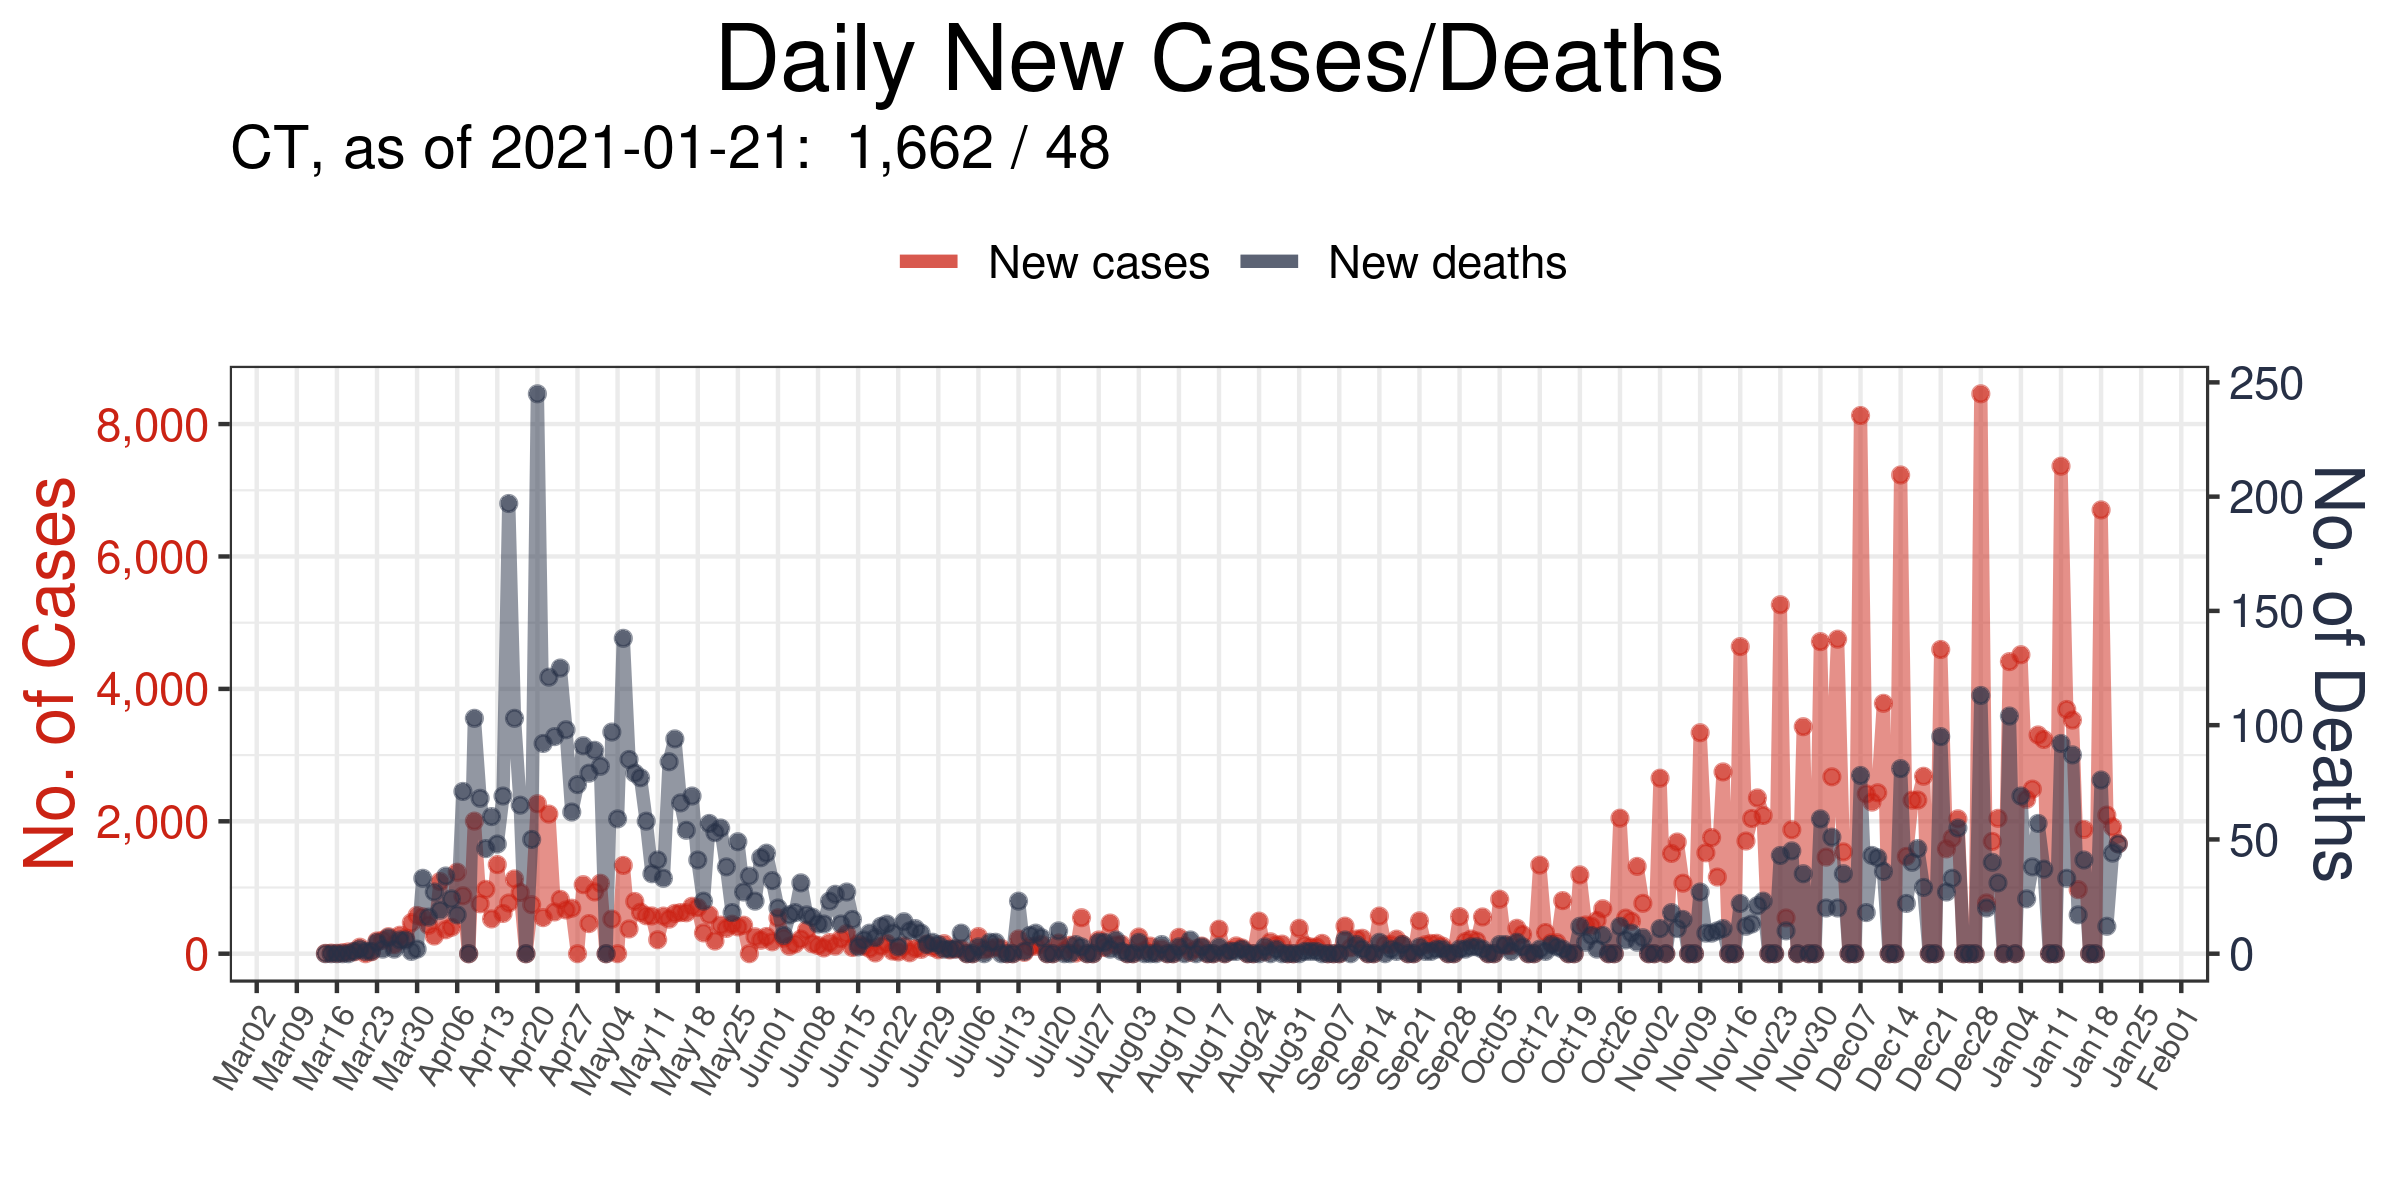 Daily New Cases/Deaths
CT, as of 2021-01-21:  1,662 / 48
New cases New deaths
No. of Cases
8,000
6,000
4,000
2,000
0
250
200
150
100
50
0
No. of Deaths
Mar02 Mar09 Mar16 Mar23 Mar30 Apr06 Apr13 Apr20 Apr27 May04 May11 May18 May25 Jun01 Jun08 Jun15 Jun22 Jun29 Jul06 Jul13 Jul20 Jul27 Aug03 Aug10 Aug17 Aug24 Aug31 Sep07 Sep14 Sep21 Sep28 Oct05 Oct12 Oct19 Oct26 Nov02 Nov09 Nov16 Nov23 Nov30 Dec07 Dec14 Dec21 Dec28 Jan04 Jan11 Jan18 Jan25 Feb01